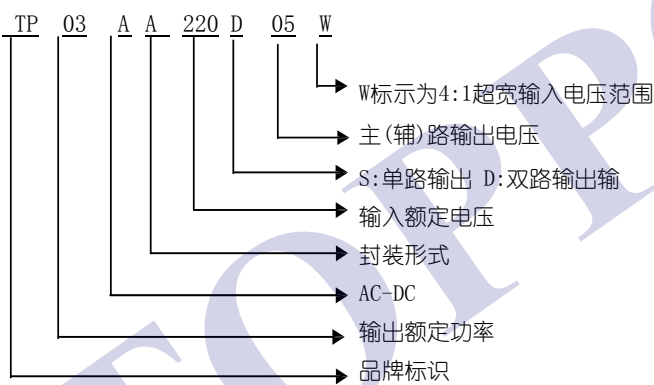 TP 03 A A 220 D 05 W
W标示为4:1超宽输入电压范围
主(辅)路输出电压
S:单路输出 D:双路输出输
输入额定电压
封装形式
AC-DC
输出额定功率
品牌标识